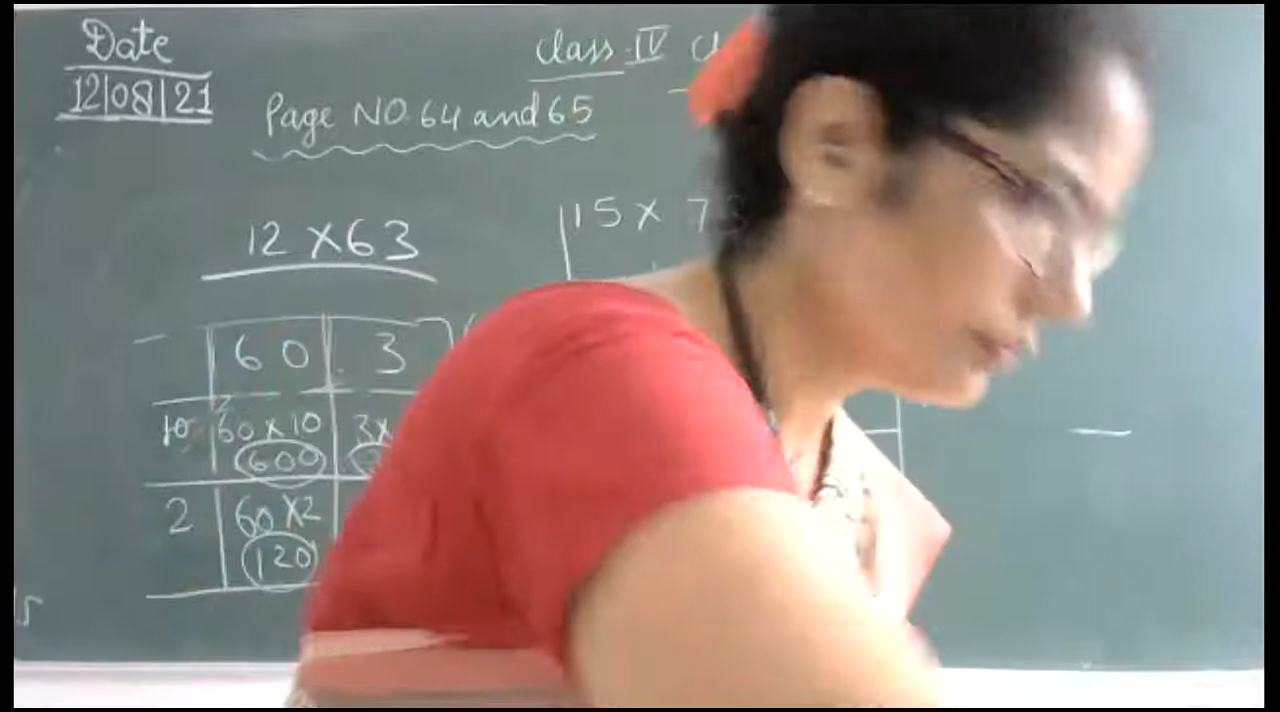 Date
12|08|21
Class-IV
Page NO. 64 and 65
12 X 63
15 X 7
60 3
10 60 X 10 3X
600
2 60 X2
120